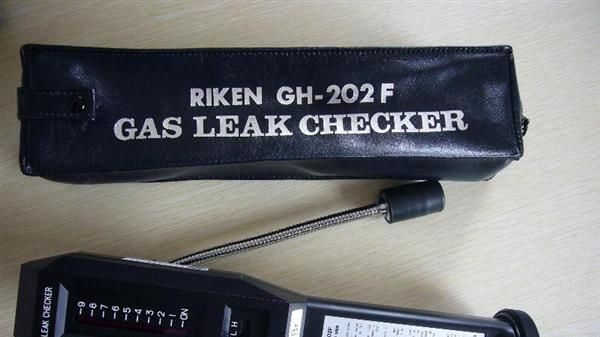 RIKEN GH-202F
GAS LEAK CHECKER
LEAK CHECKER
-9
-8
-7
-6
-5
-4
-3
-2
-1
-ON
L H